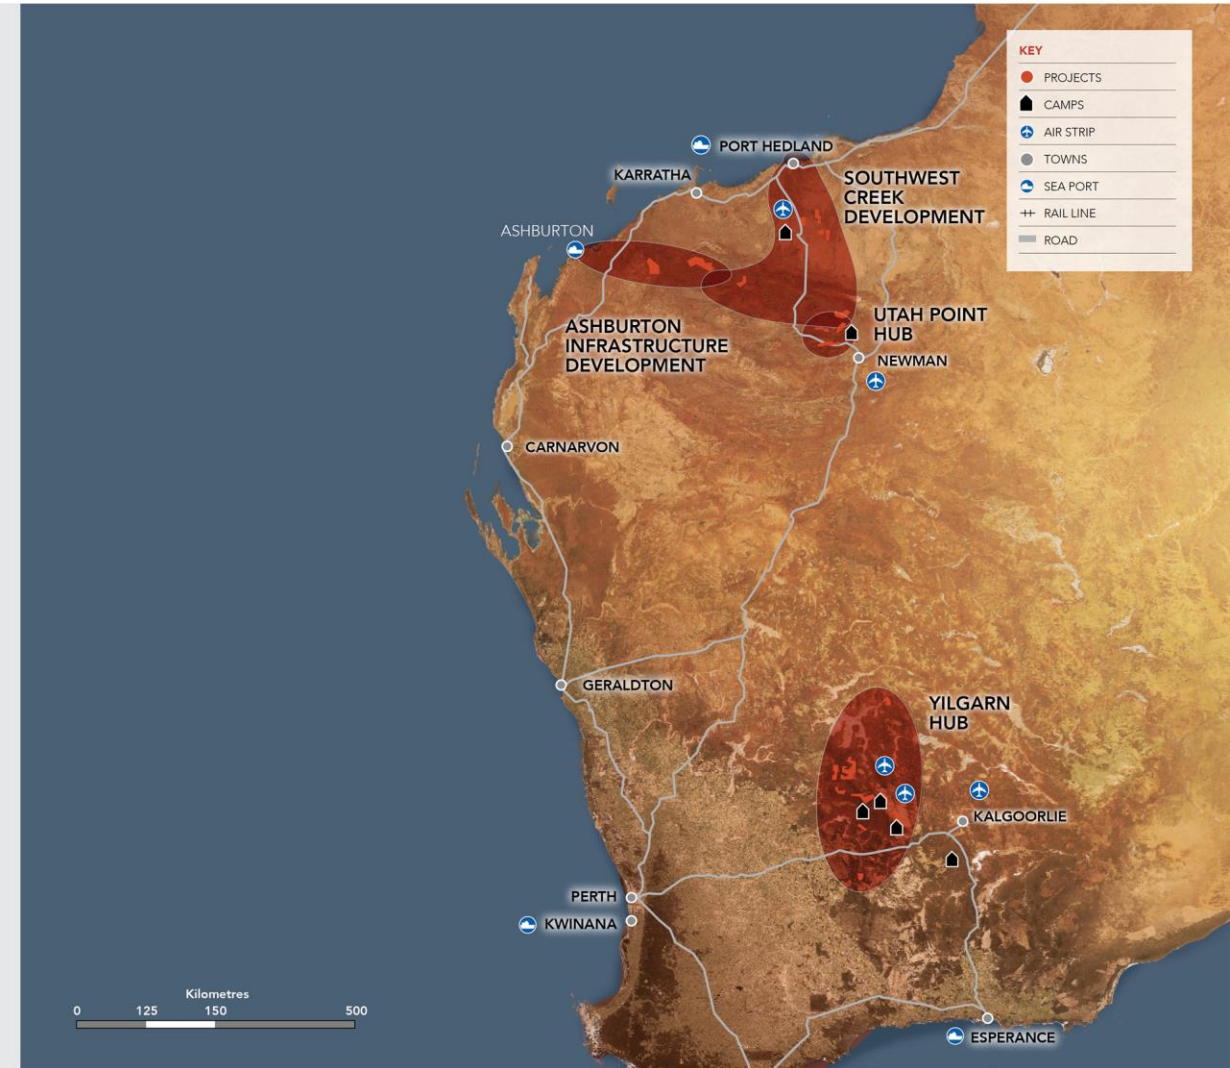 KEY
PROJECTS
CAMPS
AIR STRIP
TOWNS
SEA PORT
RAIL LINE
ROAD
PORT HEDLAND
KARRATHA
SOUTHWEST
CREEK
DEVELOPMENT
ASHBURTON
ASHBURTON
INFRASTRUCTURE
DEVELOPMENT
UTAH POINT
HUB
NEWMAN
CARNARVON
GERALDTON
YILGARN
HUB
KALGOORLIE
PERTH
KWINANA
ESPERANCE
Kilometres
0 125 150 500